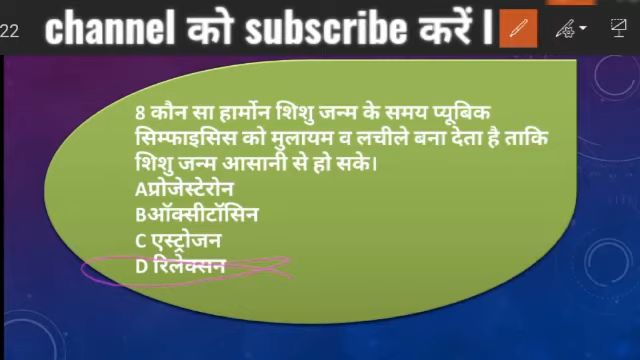 channel को subscribe करें l
22
8 कौन सा हार्मोन शिशु जन्म के समय प्यूबिक
सिम्फाइसिस को मुलायम व लचीले बना देता है ताकि
शिशु जन्म आसानी से हो सके।
Aप्रोजेस्टेरोन
Bऑक्सीटॉसिन
C एस्ट्रोजन
D रिलेक्सन